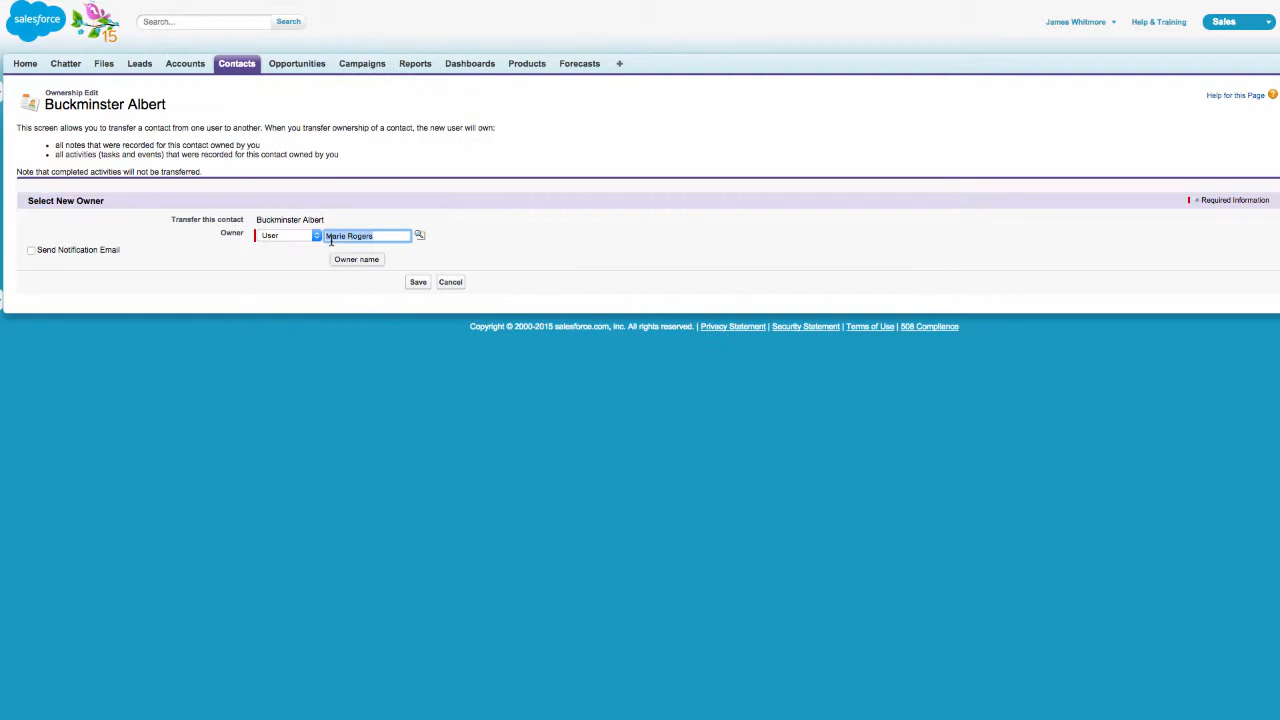 salesforce
15
Search...
Search
James Whitmore
Help & Training
Sales
Home
Chatter
Files
Leads
Accounts
Contacts
Opportunities
Campaigns
Reports
Dashboards
Products
Forecasts
+
Ownership Edit
Buckminster Albert
Help for this Page ?
This screen allows you to transfer a contact from one user to another. When you transfer ownership of a contact, the new user will own:
• all notes that were recorded for this contact owned by you
• all activities (tasks and events) that were recorded for this contact owned by you
Note that completed activities will not be transferred.
Select New Owner
= Required Information
Transfer this contact Buckminster Albert
Owner User Marie Rogers
Send Notification Email
Owner name
Save Cancel
Copyright © 2000-2015 salesforce.com, inc. All rights reserved. | Privacy Statement | Security Statement | Terms of Use | 508 Compliance